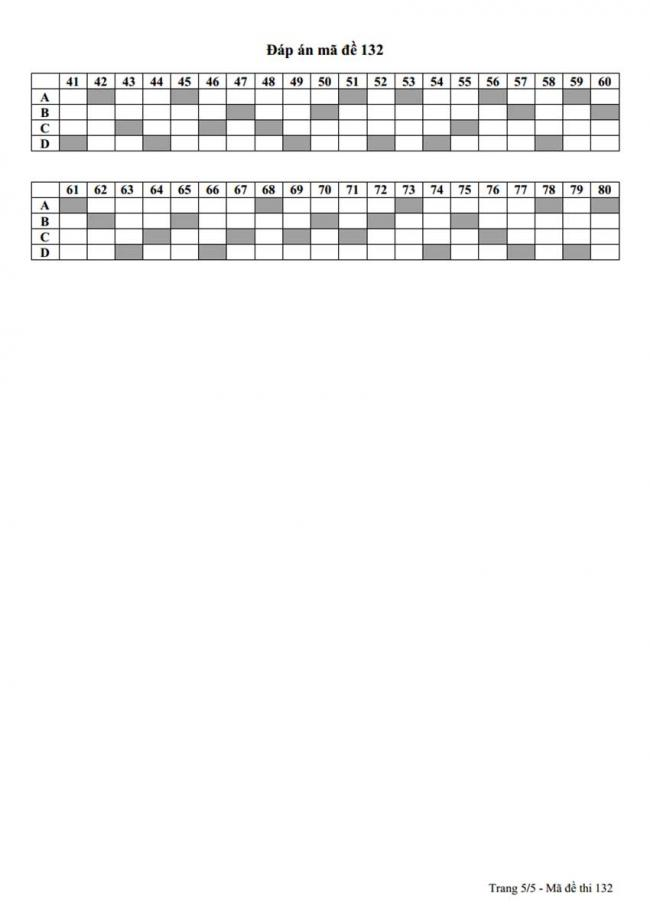 Đáp án mã đề 132
41 42 43 44 45 46 47 48 49 50 51 52 53 54 55 56 57 58 59 60
A
B
C
D
61 62 63 64 65 66 67 68 69 70 71 72 73 74 75 76 77 78 79 80
A
B
C
D
Trang 5/5 - Mã đề thi 132